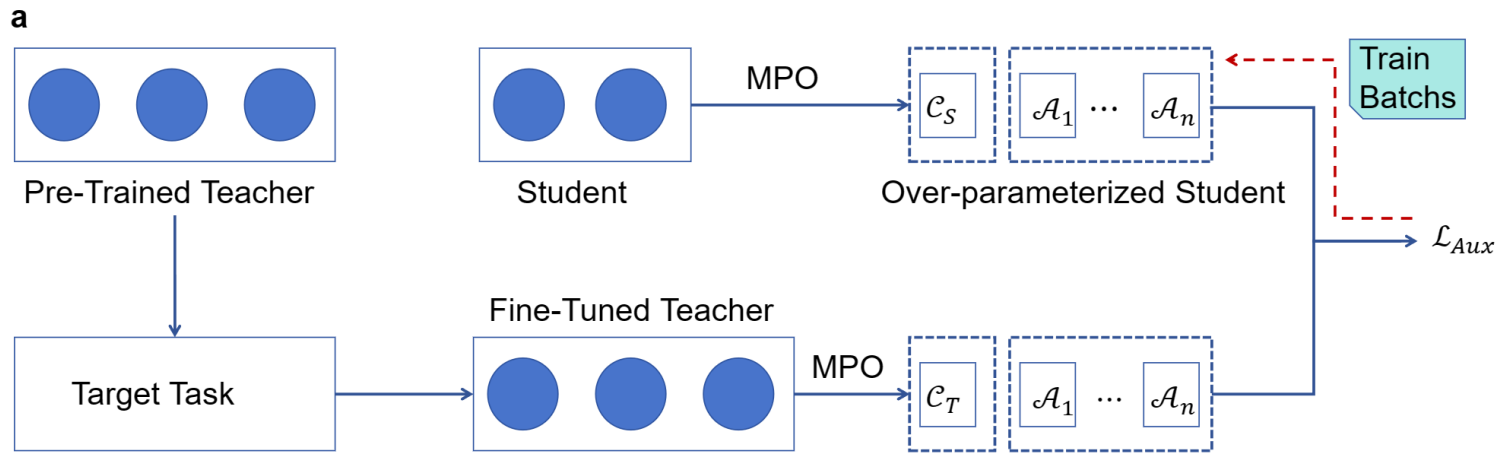 a
MPO
Train
Batchs
𝒞_S
𝒜_1 ⋯ 𝒜_n
Pre-Trained Teacher
Student
Over-parameterized Student
ℒ_Aux
Fine-Tuned Teacher
Target Task
MPO
𝒞_T
𝒜_1 ⋯ 𝒜_n